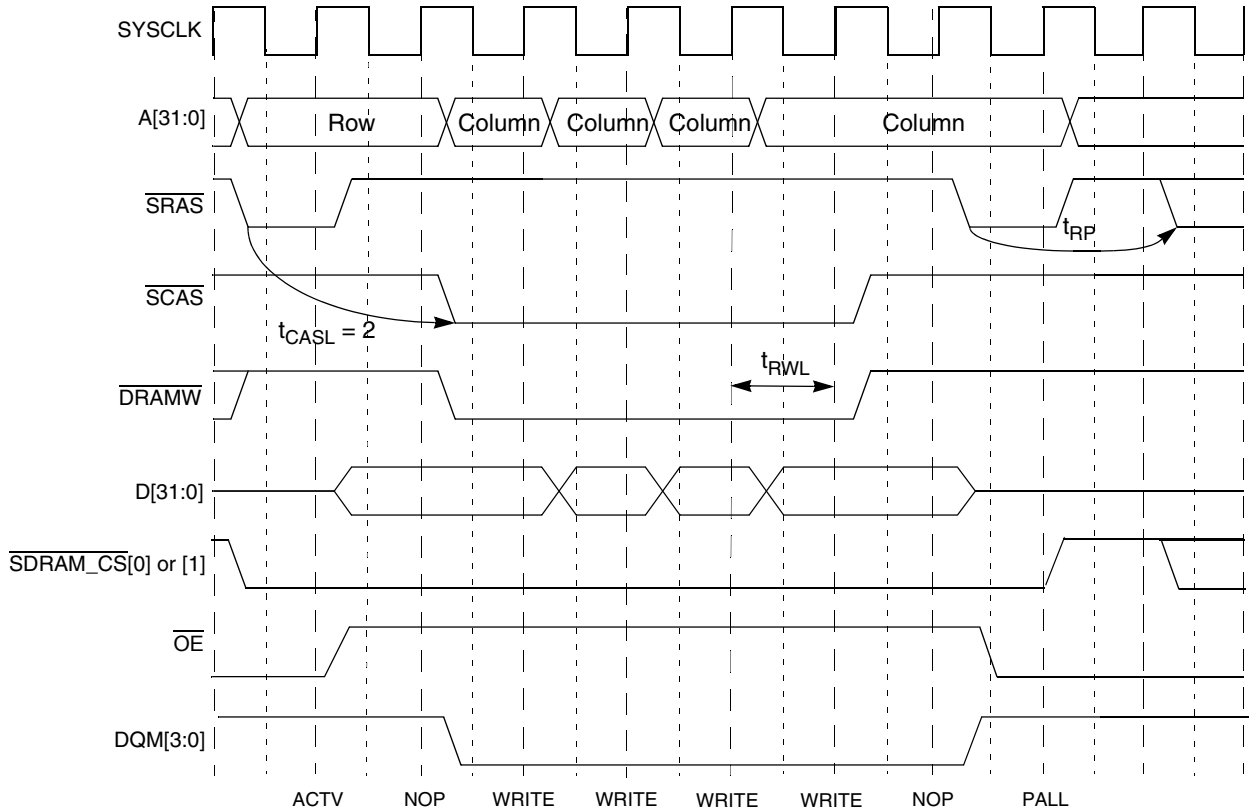 SYSCLK
A[31:0]
Row
Column
Column
Column
Column
SRAS
tRP
SCAS
tCASL = 2
tRWL
DRAMW
D[31:0]
SDRAM_CS[0] or [1]
OE
DQM[3:0]
ACTV NOP WRITE WRITE WRITE WRITE NOP PALL